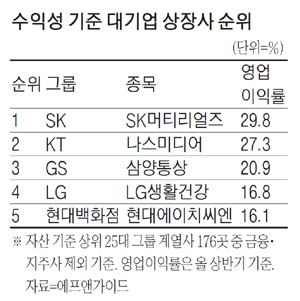 수익성 기준 대기업 상장사 순위
(단위=%)
순위 그룹 종목 영업이익률
1 SK SK머티리얼즈 29.8
2 KT 나스미디어 27.3
3 GS 삼양통상 20.9
4 LG LG생활건강 16.8
5 현대백화점 현대에이치씨엔 16.1
※ 자산 기준 상위 25대 그룹 계열사 176곳 중 금융·
지주사 제외 기준. 영업이익률은 올 상반기 기준.
자료=에프앤가이드